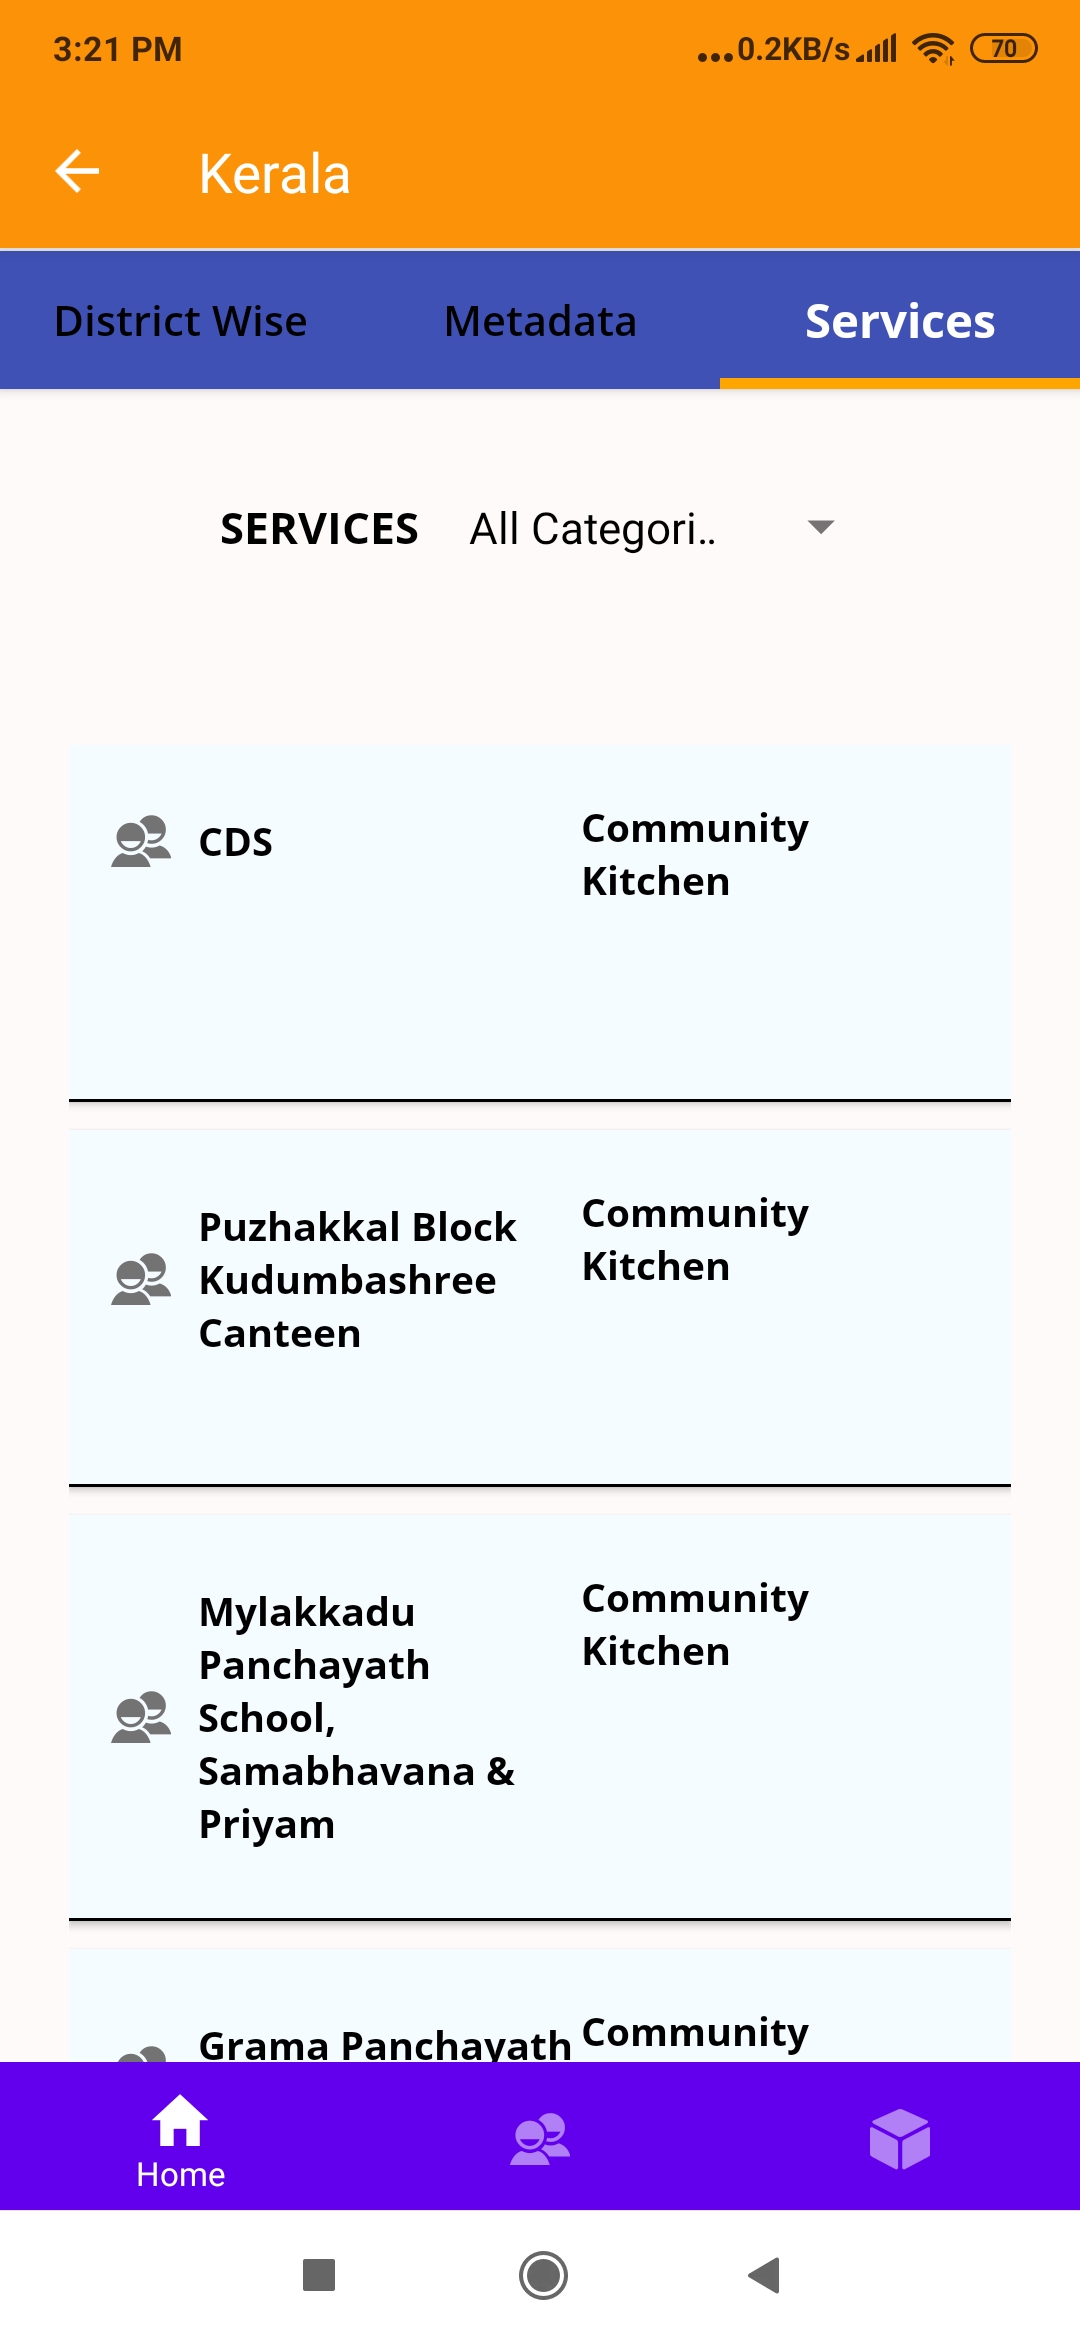 3:21 PM
...0.2KB/s
70
Kerala
District Wise
Metadata
Services
SERVICES
All Categori..
CDS
Community
Kitchen
Puzhakkal Block
Kudumbashree
Canteen
Community
Kitchen
Mylakkadu
Panchayath
School,
Samabhavana &
Priyam
Community
Kitchen
Grama Panchayath
Community
Home